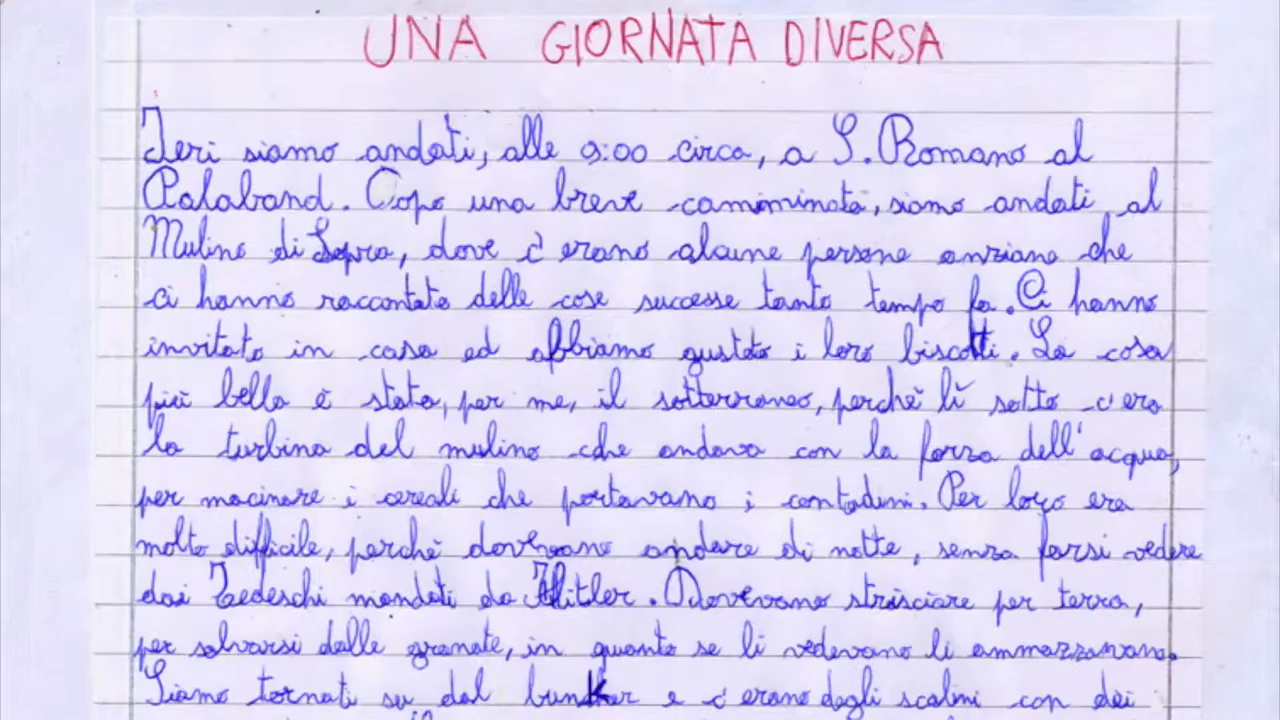 UNA GIORNATA DIVERSA
Ieri siamo andati, alle 9:00 circa, a S. Romano al
Palaband. Dopo una breve camminata, siamo andati al
Mulino di Sopra, dove c'erano alcune persone anziane che
ci hanno raccontato delle cose successe tanto tempo fa. Ci hanno
invitato in casa ed abbiamo gustato i loro biscotti. La cosa
più bella è stata, per me, il sotterraneo, perchè lì sotto c'era
la turbina del mulino che andava con la forza dell'acqua,
per macinare i cereali che portavano i contadini. Per loro era
molto difficile, perchè dovevano andare di notte, senza farsi vedere
dai Tedeschi mandati da Hitler. Dovevano strisciare per terra,
per salvarsi dalle granate, in quanto se li vedevano li ammazzavano.
Siamo tornati su dal bunker e c'erano degli scalini con dei